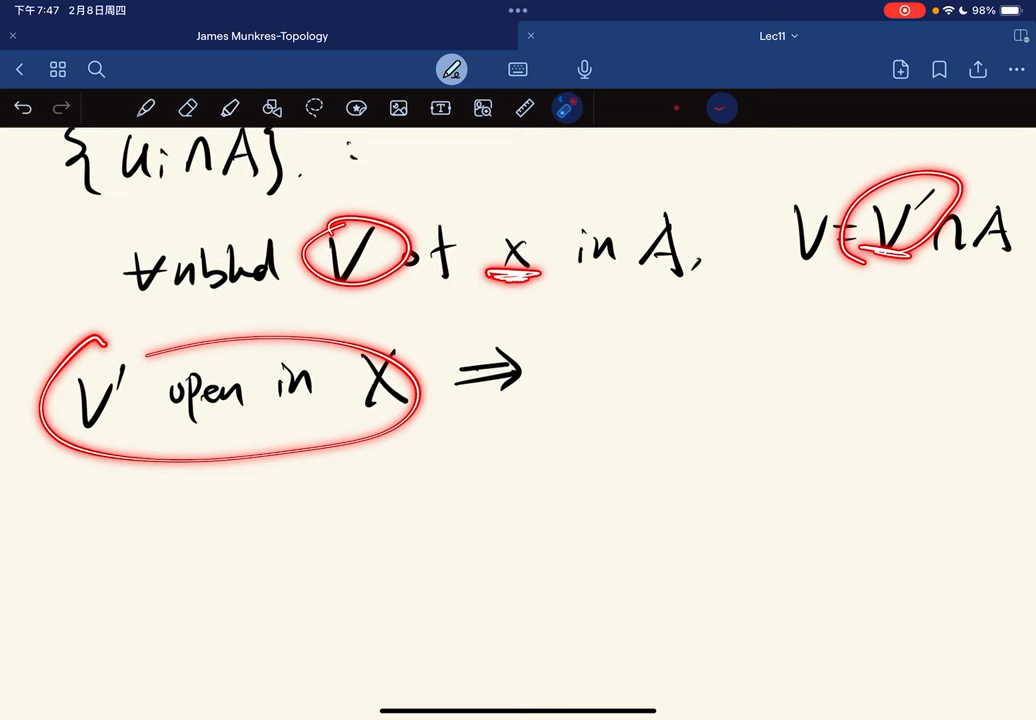 下午7:47 2月8日周四 98%
James Munkres-Topology Lec11
{Ui∩A}.
∀nbhd V of x in A, V=V'∩A
V' open in X ⇒